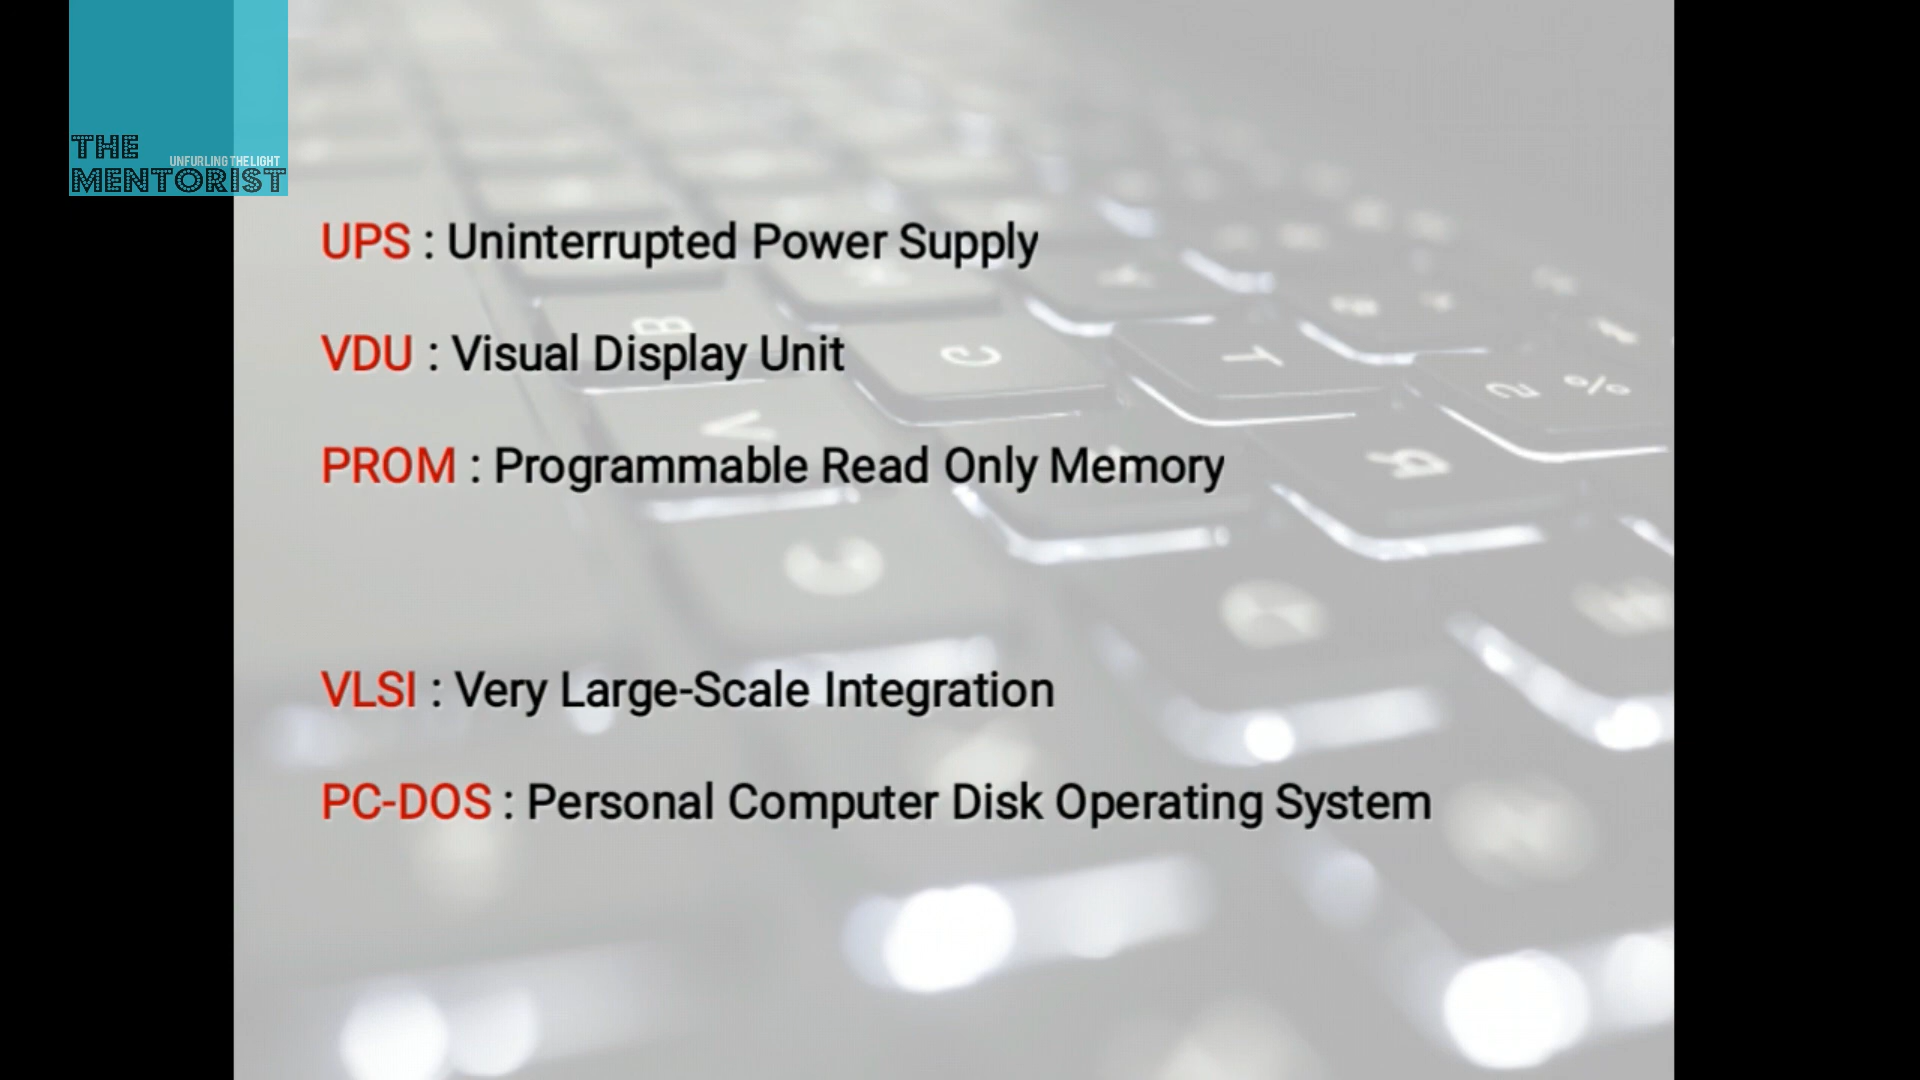 THE
UNFURLING THE LIGHT
MENTORIST
UPS : Uninterrupted Power Supply
VDU : Visual Display Unit
PROM : Programmable Read Only Memory
VLSI : Very Large-Scale Integration
PC-DOS : Personal Computer Disk Operating System